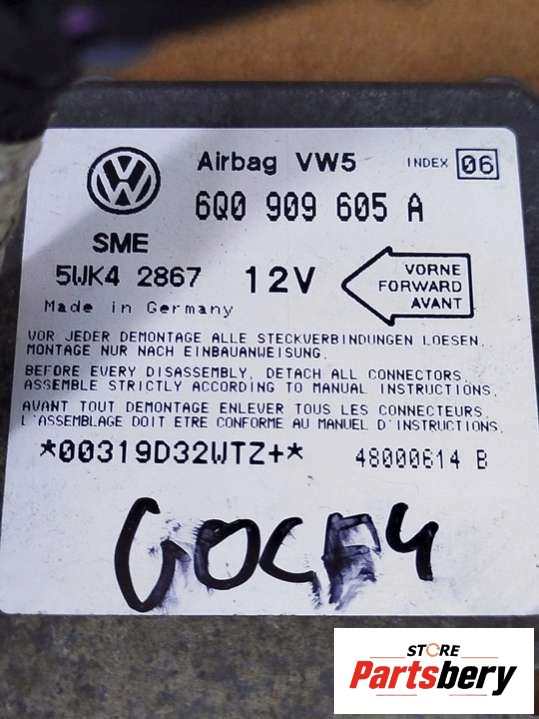 Airbag VW5 INDEX 06
6Q0 909 605 A
SME
5WK4 2867 12V
VORNE
FORWARD
AVANT
Made in Germany
VOR JEDER DEMONTAGE ALLE STECKVERBINDUNGEN LOESEN.
MONTAGE NUR NACH EINBAUANWEISUNG.
BEFORE EVERY DISASSEMBLY, DETACH ALL CONNECTORS.
ASSEMBLE STRICTLY ACCORDING TO MANUAL INSTRUCTIONS.
AVANT TOUT DEMONTAGE ENLEVER TOUS LES CONNECTEURS.
L'ASSEMBLAGE DOIT ETRE CONFORME AU MANUEL D'INSTRUCTIONS.
*00319D32WTZ+* 48000614 B
GOLF4
STORE
Partsbery